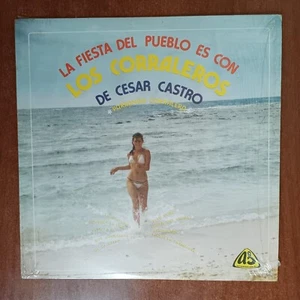 LA FIESTA DEL PUEBLO ES CON
LOS CORRALEROS
DE CESAR CASTRO